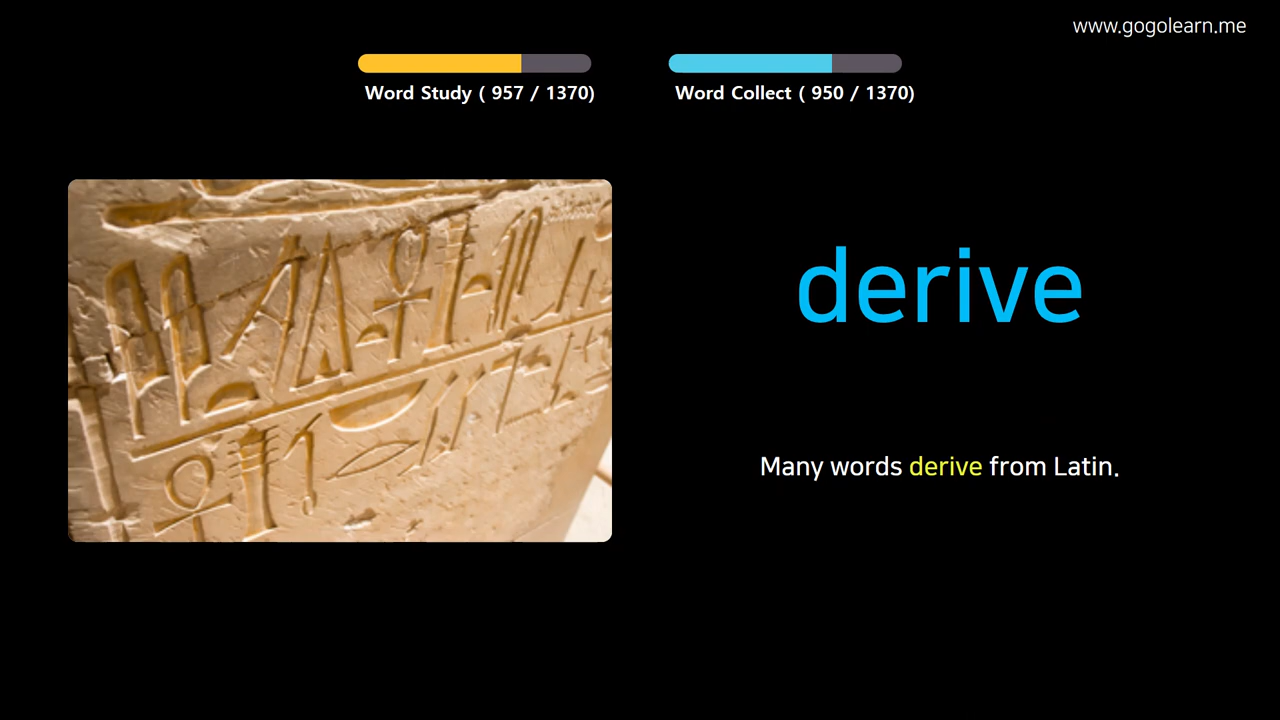 www.gogolearn.me
Word Study ( 957 / 1370)
Word Collect ( 950 / 1370)
derive
Many words derive from Latin.